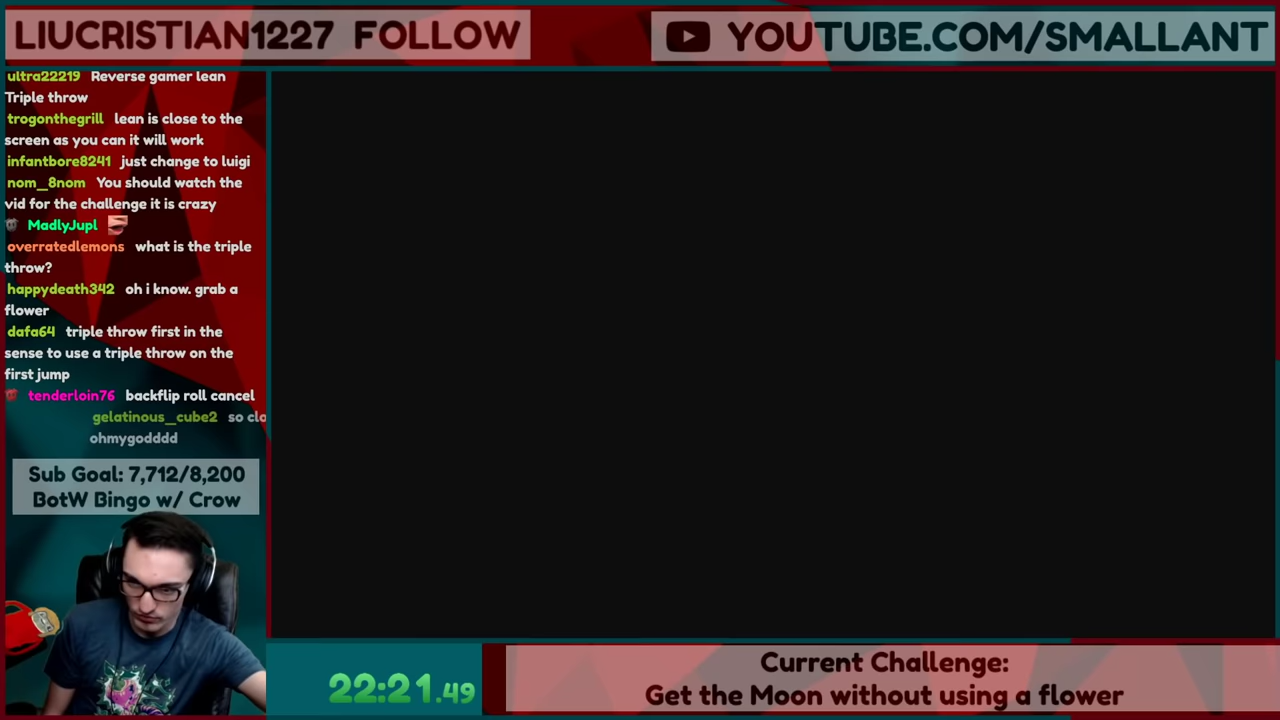 LIUCRISTIAN1227 FOLLOW
YOUTUBE.COM/SMALLANT
ultra22219 Reverse gamer lean
Triple throw
trogonthegrill lean is close to the
screen as you can it will work
infantbore8241 just change to luigi
nom_8nom You should watch the
vid for the challenge it is crazy
MadlyJupl
overratedlemons what is the triple
throw?
happydeath342 oh i know. grab a
flower
dafa64 triple throw first in the
sense to use a triple throw on the
first jump
tenderloin76 backflip roll cancel
gelatinous_cube2 so clo
ohmygodddd
Sub Goal: 7,712/8,200
BotW Bingo w/ Crow
22:21.49
Current Challenge:
Get the Moon without using a flower